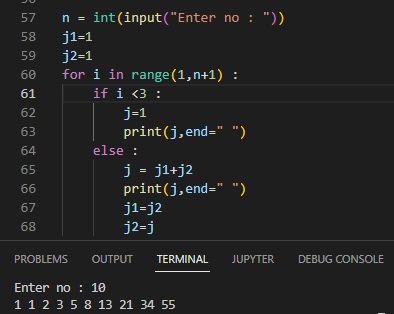 57 n = int(input("Enter no : "))
58 j1=1
59 j2=1
60 for i in range(1,n+1) :
61     if i <3 :
62         j=1
63         print(j,end=" ")
64     else :
65         j = j1+j2
66         print(j,end=" ")
67         j1=j2
68         j2=j
PROBLEMS OUTPUT TERMINAL JUPYTER DEBUG CONSOLE
Enter no : 10
1 1 2 3 5 8 13 21 34 55